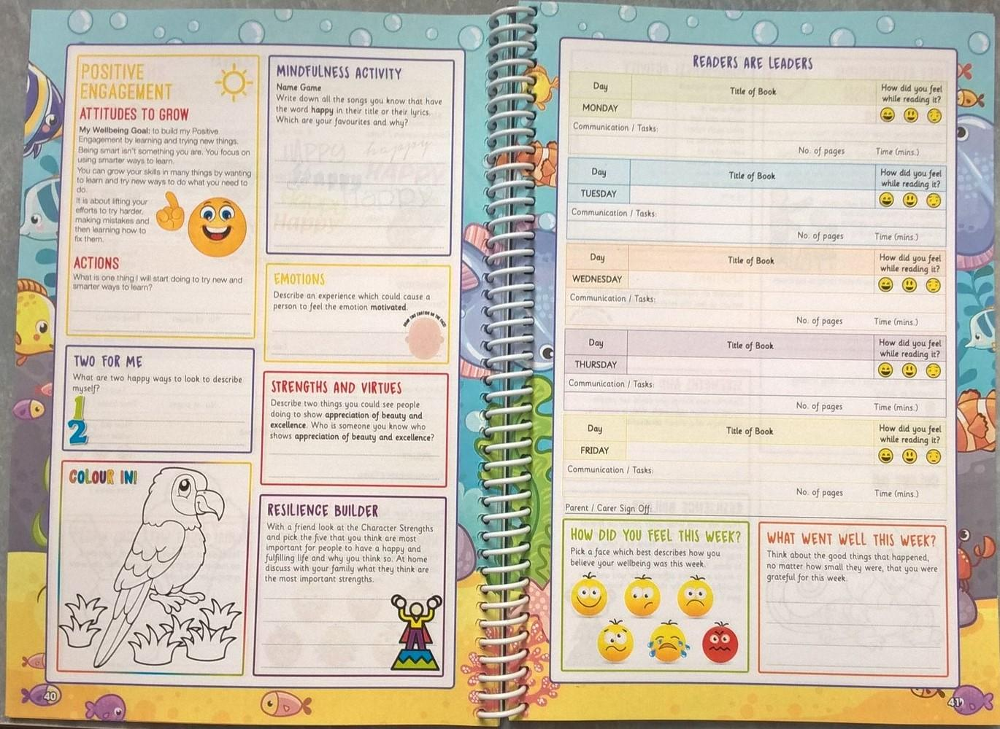 POSITIVE
ENGAGEMENT
ATTITUDES TO GROW
My Wellbeing Goal: to build my Positive
Engagement by learning and trying new things.
Being smart isn't something you are. You focus on
using smarter ways to learn.
You can grow your skills in many things by wanting
to learn and try new ways to do what you need to
do.
It is about lifting your
efforts to try harder,
making mistakes and
then learning how to
fix them.
ACTIONS
What is one thing I will start doing to try new and
smarter ways to learn?
TWO FOR ME
What are two happy ways to look to describe
myself?
1
2
COLOUR IN!
MINDFULNESS ACTIVITY
Name Game
Write down all the songs you know that have
the word happy in their title or their lyrics.
Which are your favourites and why?
HAPPY happy
Happy HAPPY
Happy
Happy
EMOTIONS
Describe an experience which could cause a
person to feel the emotion motivated.
DRAW THIS EMOTION ON THE FACE!
STRENGTHS AND VIRTUES
Describe two things you could see people
doing to show appreciation of beauty and
excellence. Who is someone you know who
shows appreciation of beauty and excellence?
RESILIENCE BUILDER
With a friend look at the Character Strengths
and pick the five that you think are most
important for people to have a happy and
fulfilling life and why you think so. At home
discuss with your family what they think are
the most important strengths.
40
READERS ARE LEADERS
Day Title of Book How did you feel
while reading it?
MONDAY
Communication / Tasks:
No. of pages Time (mins.)
Day Title of Book How did you feel
while reading it?
TUESDAY
Communication / Tasks:
No. of pages Time (mins.)
Day Title of Book How did you feel
while reading it?
WEDNESDAY
Communication / Tasks:
No. of pages Time (mins.)
Day Title of Book How did you feel
while reading it?
THURSDAY
Communication / Tasks:
No. of pages Time (mins.)
Day Title of Book How did you feel
while reading it?
FRIDAY
Communication / Tasks:
No. of pages Time (mins.)
Parent / Carer Sign Off:
HOW DID YOU FEEL THIS WEEK?
Pick a face which best describes how you
believe your wellbeing was this week.
WHAT WENT WELL THIS WEEK?
Think about the good things that happened,
no matter how small they were, that you were
grateful for this week.
41